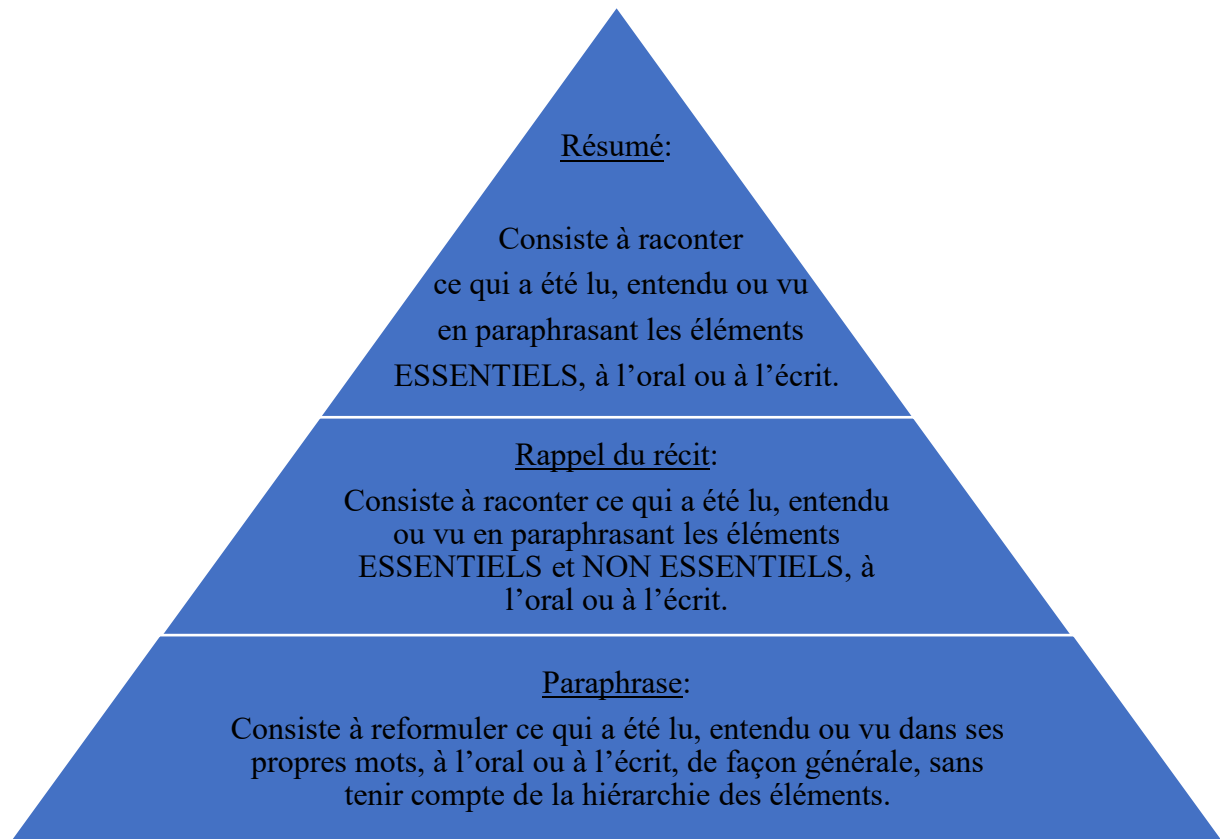 Résumé:
Consiste à raconter
ce qui a été lu, entendu ou vu
en paraphrasant les éléments
ESSENTIELS, à l’oral ou à l’écrit.
Rappel du récit:
Consiste à raconter ce qui a été lu, entendu
ou vu en paraphrasant les éléments
ESSENTIELS et NON ESSENTIELS, à
l’oral ou à l’écrit.
Paraphrase:
Consiste à reformuler ce qui a été lu, entendu ou vu dans ses
propres mots, à l’oral ou à l’écrit, de façon générale, sans
tenir compte de la hiérarchie des éléments.